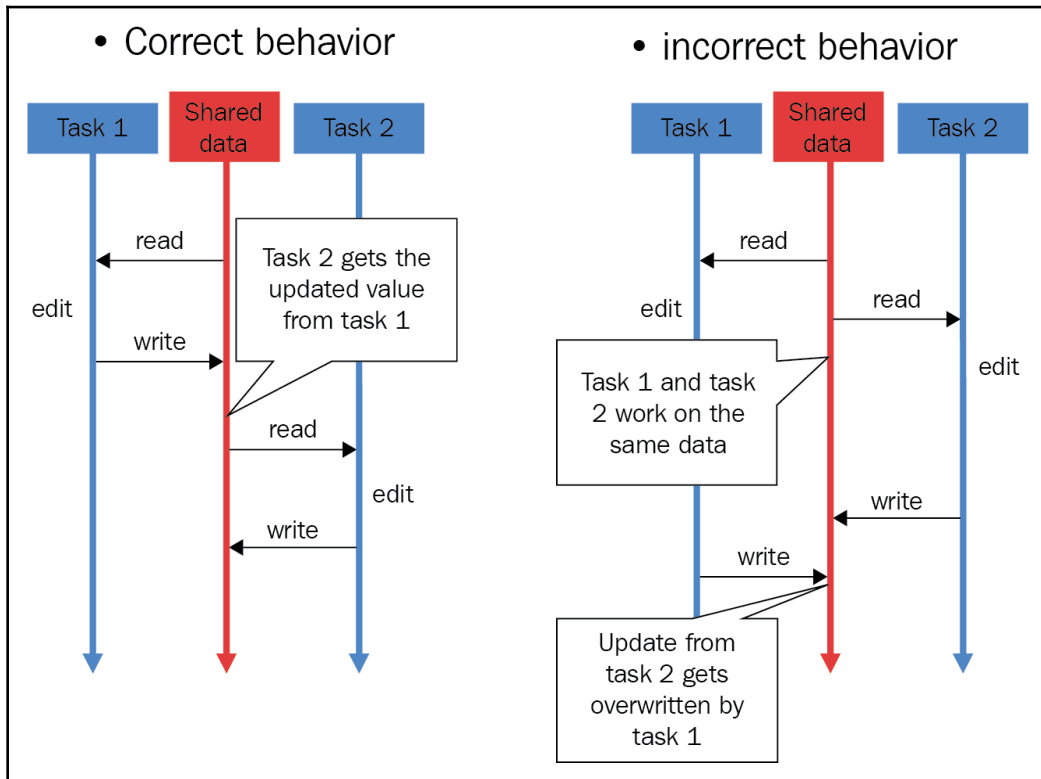 • Correct behavior
Task 1
Shared
data
Task 2
read
Task 2 gets the
updated value
from task 1
edit
write
read
edit
write
• incorrect behavior
Task 1
Shared
data
Task 2
read
read
edit
edit
Task 1 and task
2 work on the
same data
write
write
Update from
task 2 gets
overwritten by
task 1